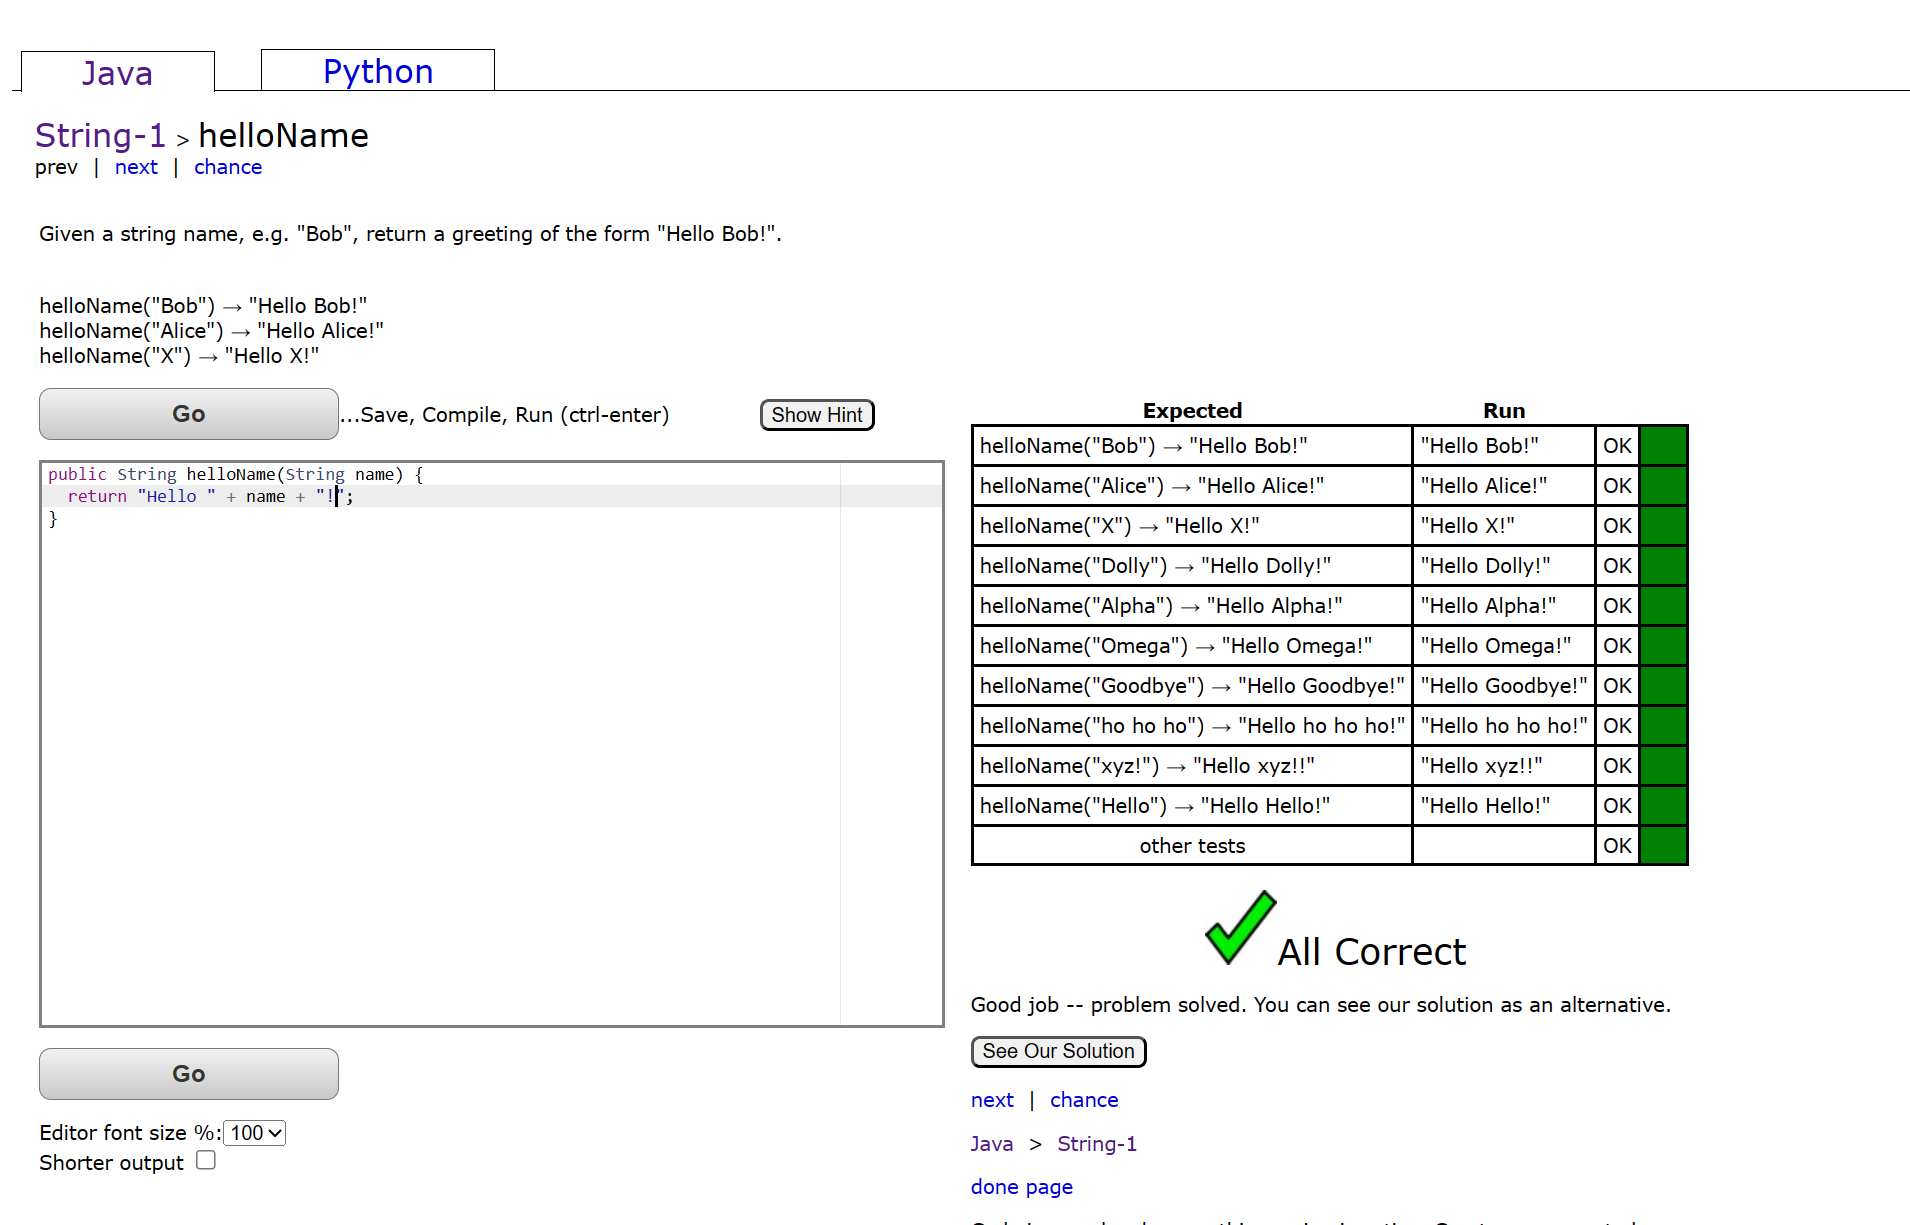 Java
Python
String-1 > helloName
prev | next | chance
Given a string name, e.g. "Bob", return a greeting of the form "Hello Bob!".
helloName("Bob") → "Hello Bob!"
helloName("Alice") → "Hello Alice!"
helloName("X") → "Hello X!"
Go
...Save, Compile, Run (ctrl-enter)
Show Hint
public String helloName(String name) {
  return "Hello " + name + "!";
}
Go
Editor font size %: 100
Shorter output
Expected Run
helloName("Bob") → "Hello Bob!" "Hello Bob!" OK
helloName("Alice") → "Hello Alice!" "Hello Alice!" OK
helloName("X") → "Hello X!" "Hello X!" OK
helloName("Dolly") → "Hello Dolly!" "Hello Dolly!" OK
helloName("Alpha") → "Hello Alpha!" "Hello Alpha!" OK
helloName("Omega") → "Hello Omega!" "Hello Omega!" OK
helloName("Goodbye") → "Hello Goodbye!" "Hello Goodbye!" OK
helloName("ho ho ho") → "Hello ho ho ho!" "Hello ho ho ho!" OK
helloName("xyz!") → "Hello xyz!!" "Hello xyz!!" OK
helloName("Hello") → "Hello Hello!" "Hello Hello!" OK
other tests OK
All Correct
Good job -- problem solved. You can see our solution as an alternative.
See Our Solution
next | chance
Java > String-1
done page